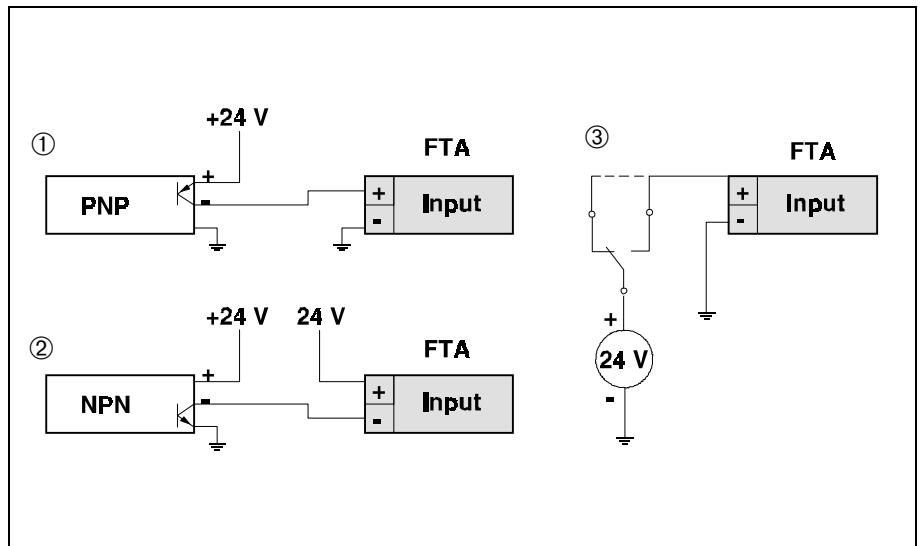 ①
+24 V
FTA
PNP
+
-
+
-
Input
②
+24 V 24 V
FTA
NPN
+
-
+
-
Input
③
FTA
+
-
Input
+
24 V
-